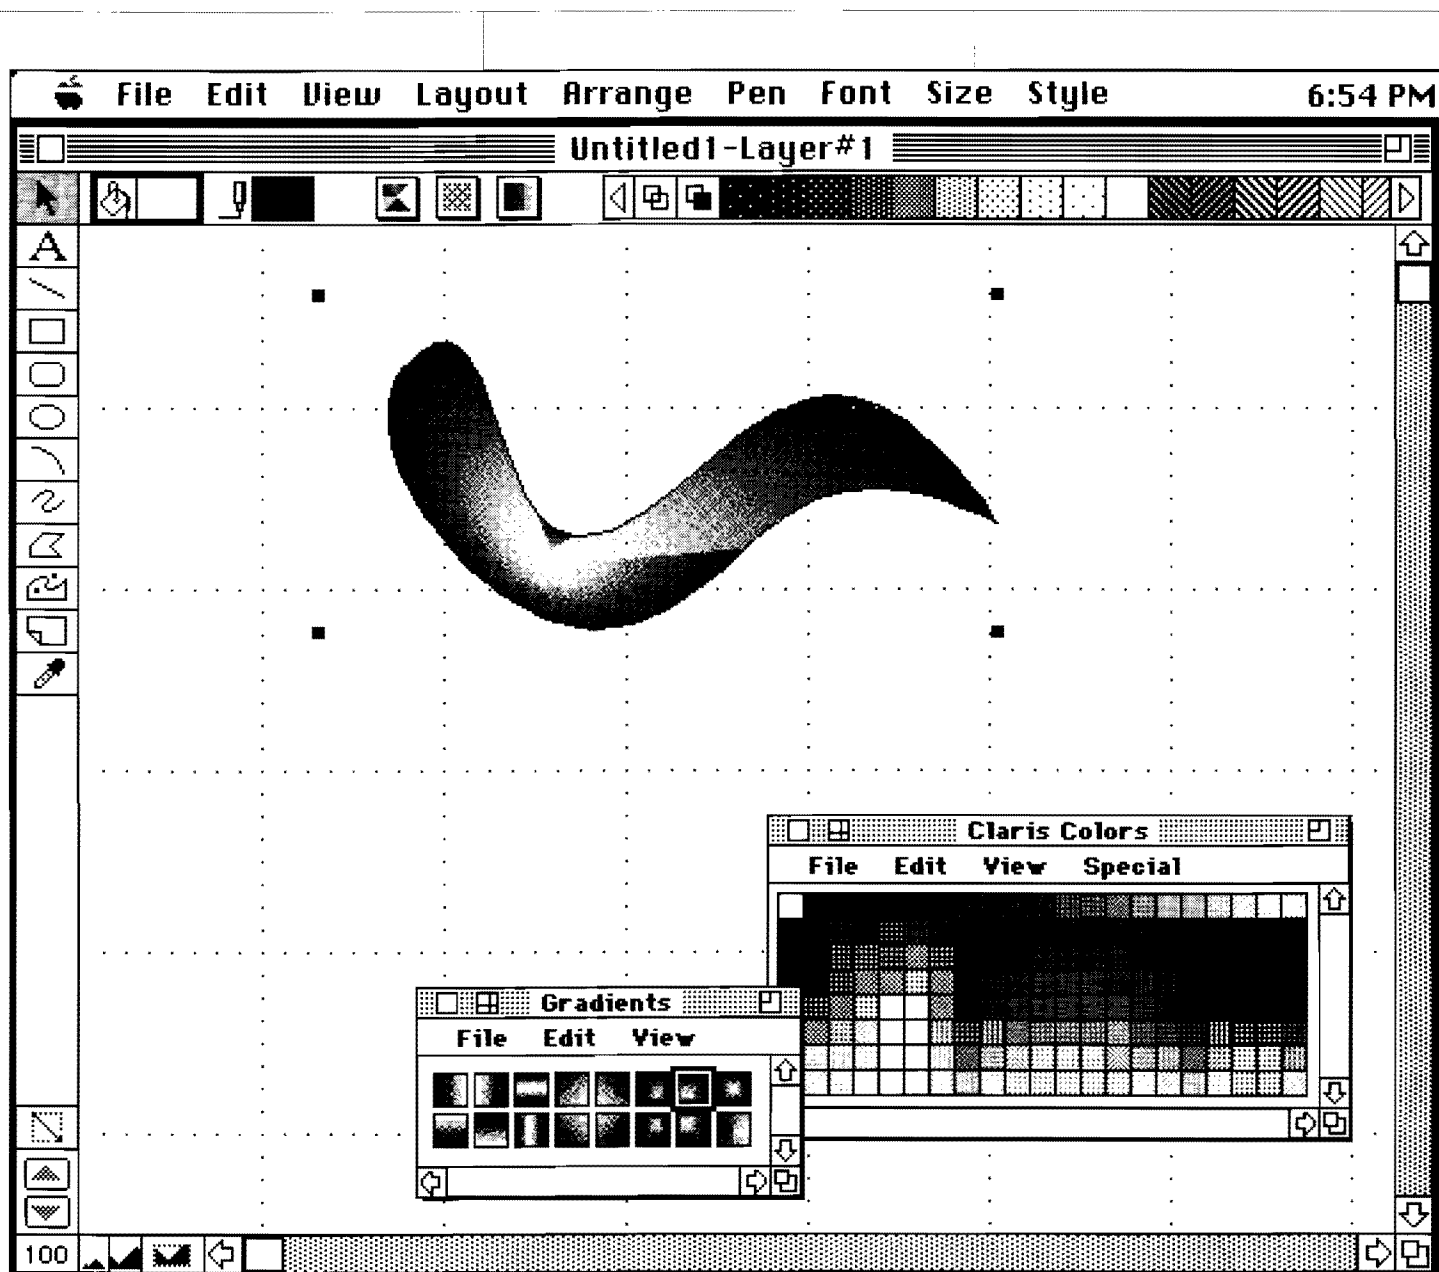 File Edit View Layout Arrange Pen Font Size Style 6:54 PM
Untitled1-Layer#1
A
Claris Colors
File Edit View Special
Gradients
File Edit View
100